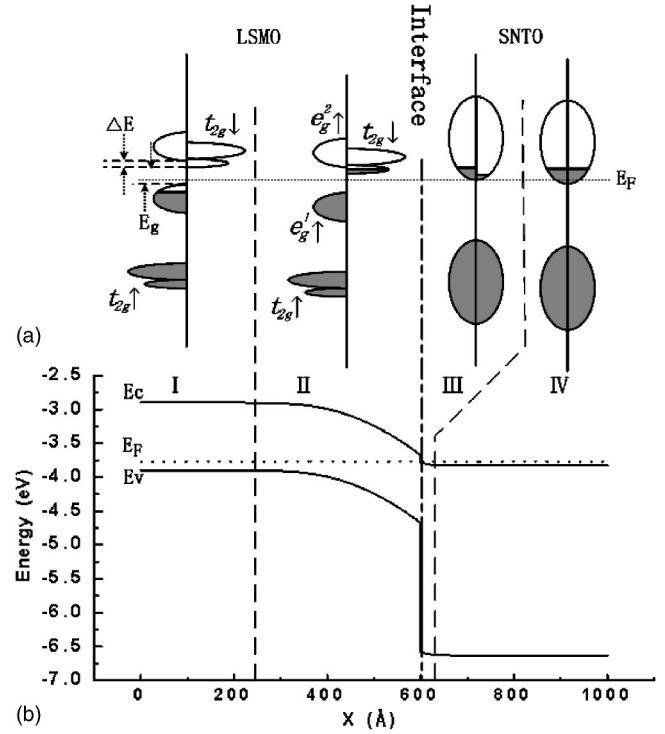 LSMO
Interface
SNTO
△E
t2g↓
eg2↑
t2g↓
EF
Eg
eg1↑
t2g↑
t2g↑
(a)
I
II
III
IV
Ec
EF
Ev
-2.5
-3.0
-3.5
-4.0
-4.5
-5.0
-5.5
-6.0
-6.5
-7.0
Energy (eV)
0
200
400
600
800
1000
X (Å)
(b)